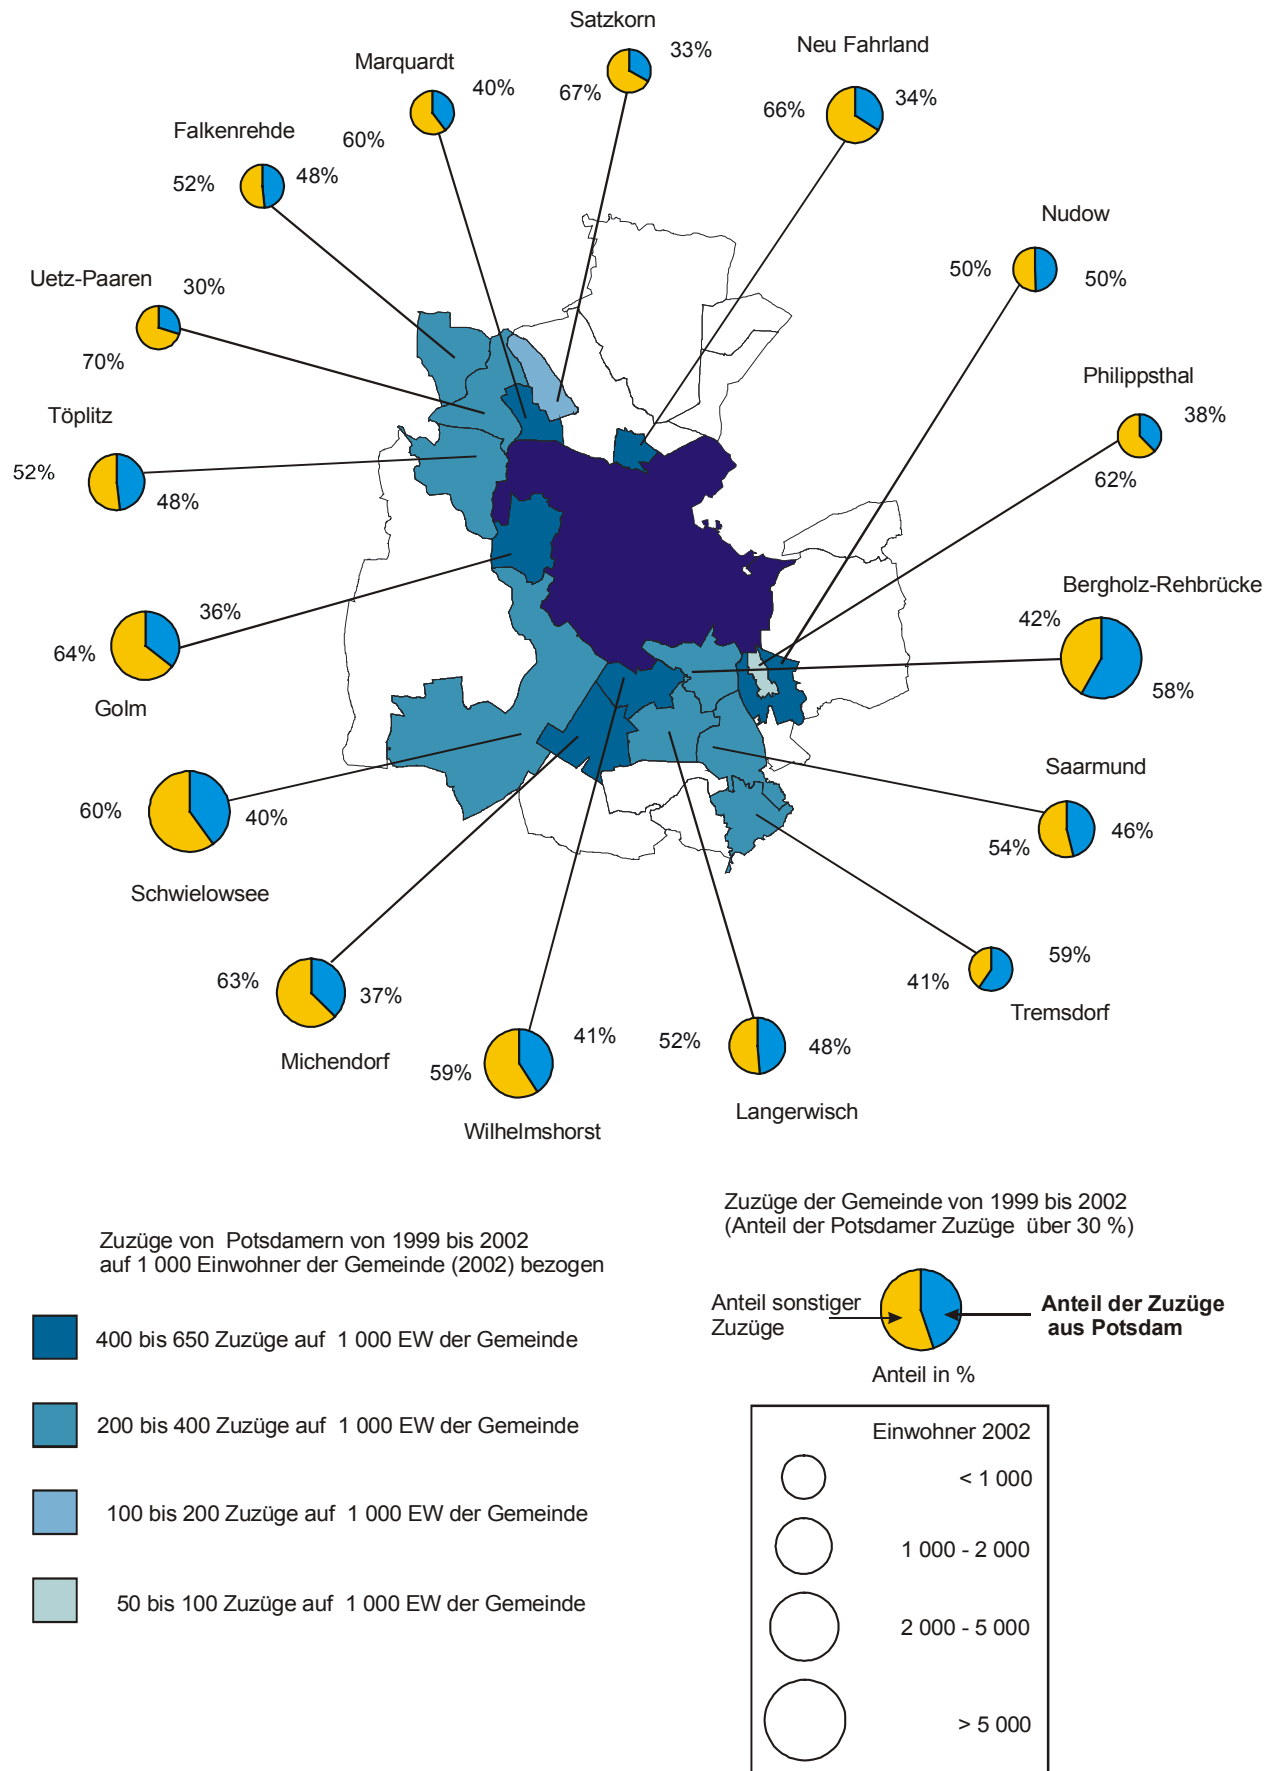 Satzkorn
33%
67%
Neu Fahrland
66%
34%
Marquardt
40%
60%
Falkenrehde
52%
48%
Nudow
50%
50%
Uetz-Paaren
30%
70%
Philippsthal
38%
62%
Töplitz
52%
48%
Bergholz-Rehbrücke
42%
58%
36%
64%
Golm
Saarmund
46%
54%
60%
40%
Schwielowsee
63%
37%
Michendorf
59%
41%
Tremsdorf
41%
59%
Wilhelmshorst
52%
48%
Langerwisch
Zuzüge von Potsdamern von 1999 bis 2002
auf 1 000 Einwohner der Gemeinde (2002) bezogen
400 bis 650 Zuzüge auf 1 000 EW der Gemeinde
200 bis 400 Zuzüge auf 1 000 EW der Gemeinde
100 bis 200 Zuzüge auf 1 000 EW der Gemeinde
50 bis 100 Zuzüge auf 1 000 EW der Gemeinde
Zuzüge der Gemeinde von 1999 bis 2002
(Anteil der Potsdamer Zuzüge über 30 %)
Anteil sonstiger
Zuzüge
Anteil der Zuzüge
aus Potsdam
Anteil in %
Einwohner 2002
< 1 000
1 000 - 2 000
2 000 - 5 000
> 5 000